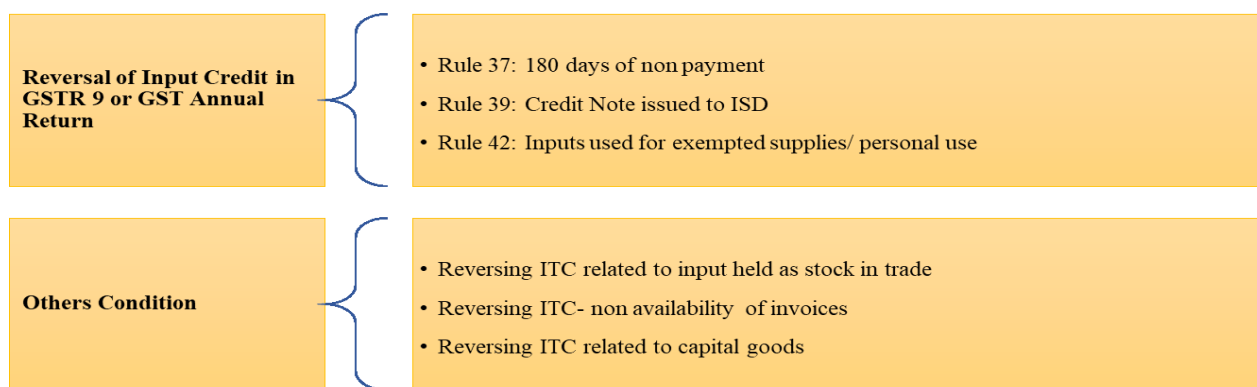 Reversal of Input Credit in
GSTR 9 or GST Annual
Return
• Rule 37: 180 days of non payment
• Rule 39: Credit Note issued to ISD
• Rule 42: Inputs used for exempted supplies/ personal use
Others Condition
• Reversing ITC related to input held as stock in trade
• Reversing ITC- non availability of invoices
• Reversing ITC related to capital goods